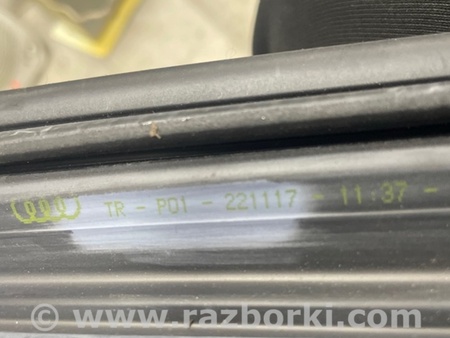 TR - P01 - 221117 - 11:37 -
www.razborki.com